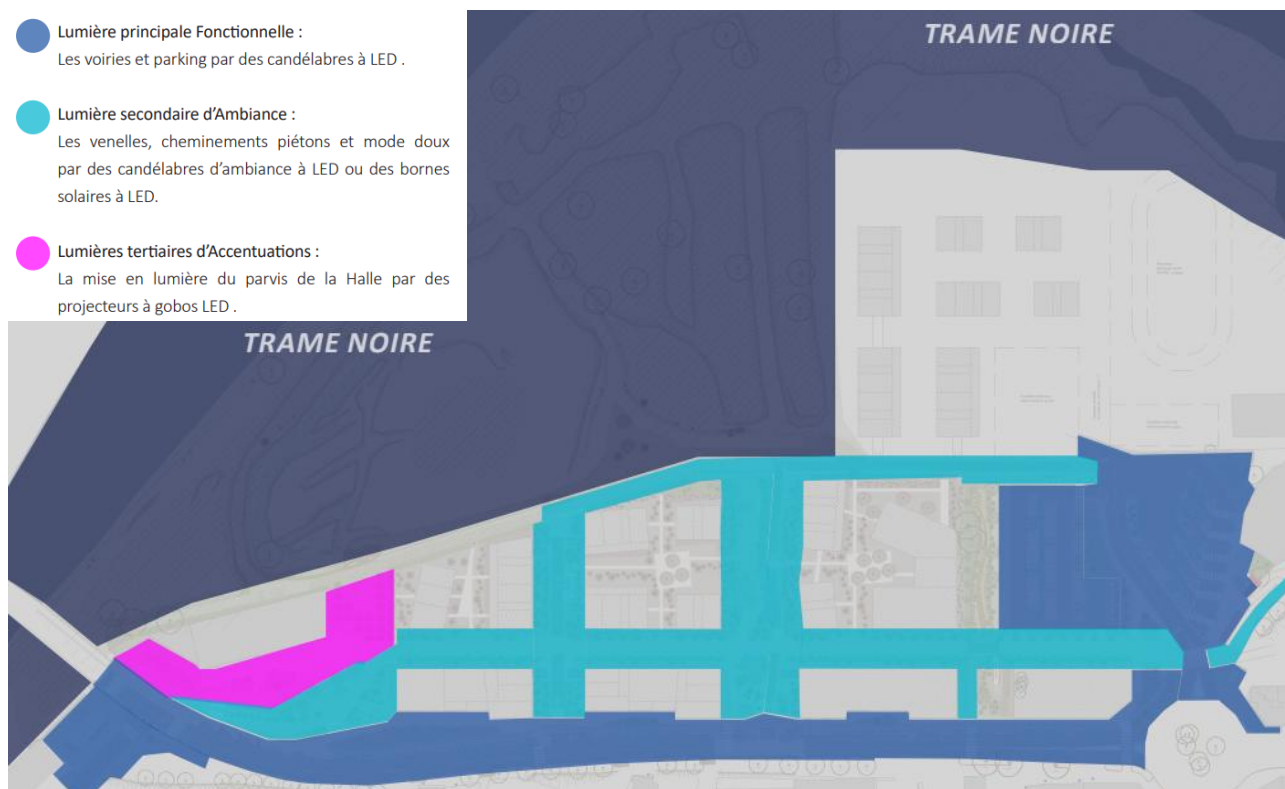 Lumière principale Fonctionnelle :
Les voiries et parking par des candélabres à LED .
Lumière secondaire d'Ambiance :
Les venelles, cheminements piétons et mode doux
par des candélabres d'ambiance à LED ou des bornes
solaires à LED.
Lumières tertiaires d'Accentuations :
La mise en lumière du parvis de la Halle par des
projecteurs à gobos LED .
TRAME NOIRE
TRAME NOIRE